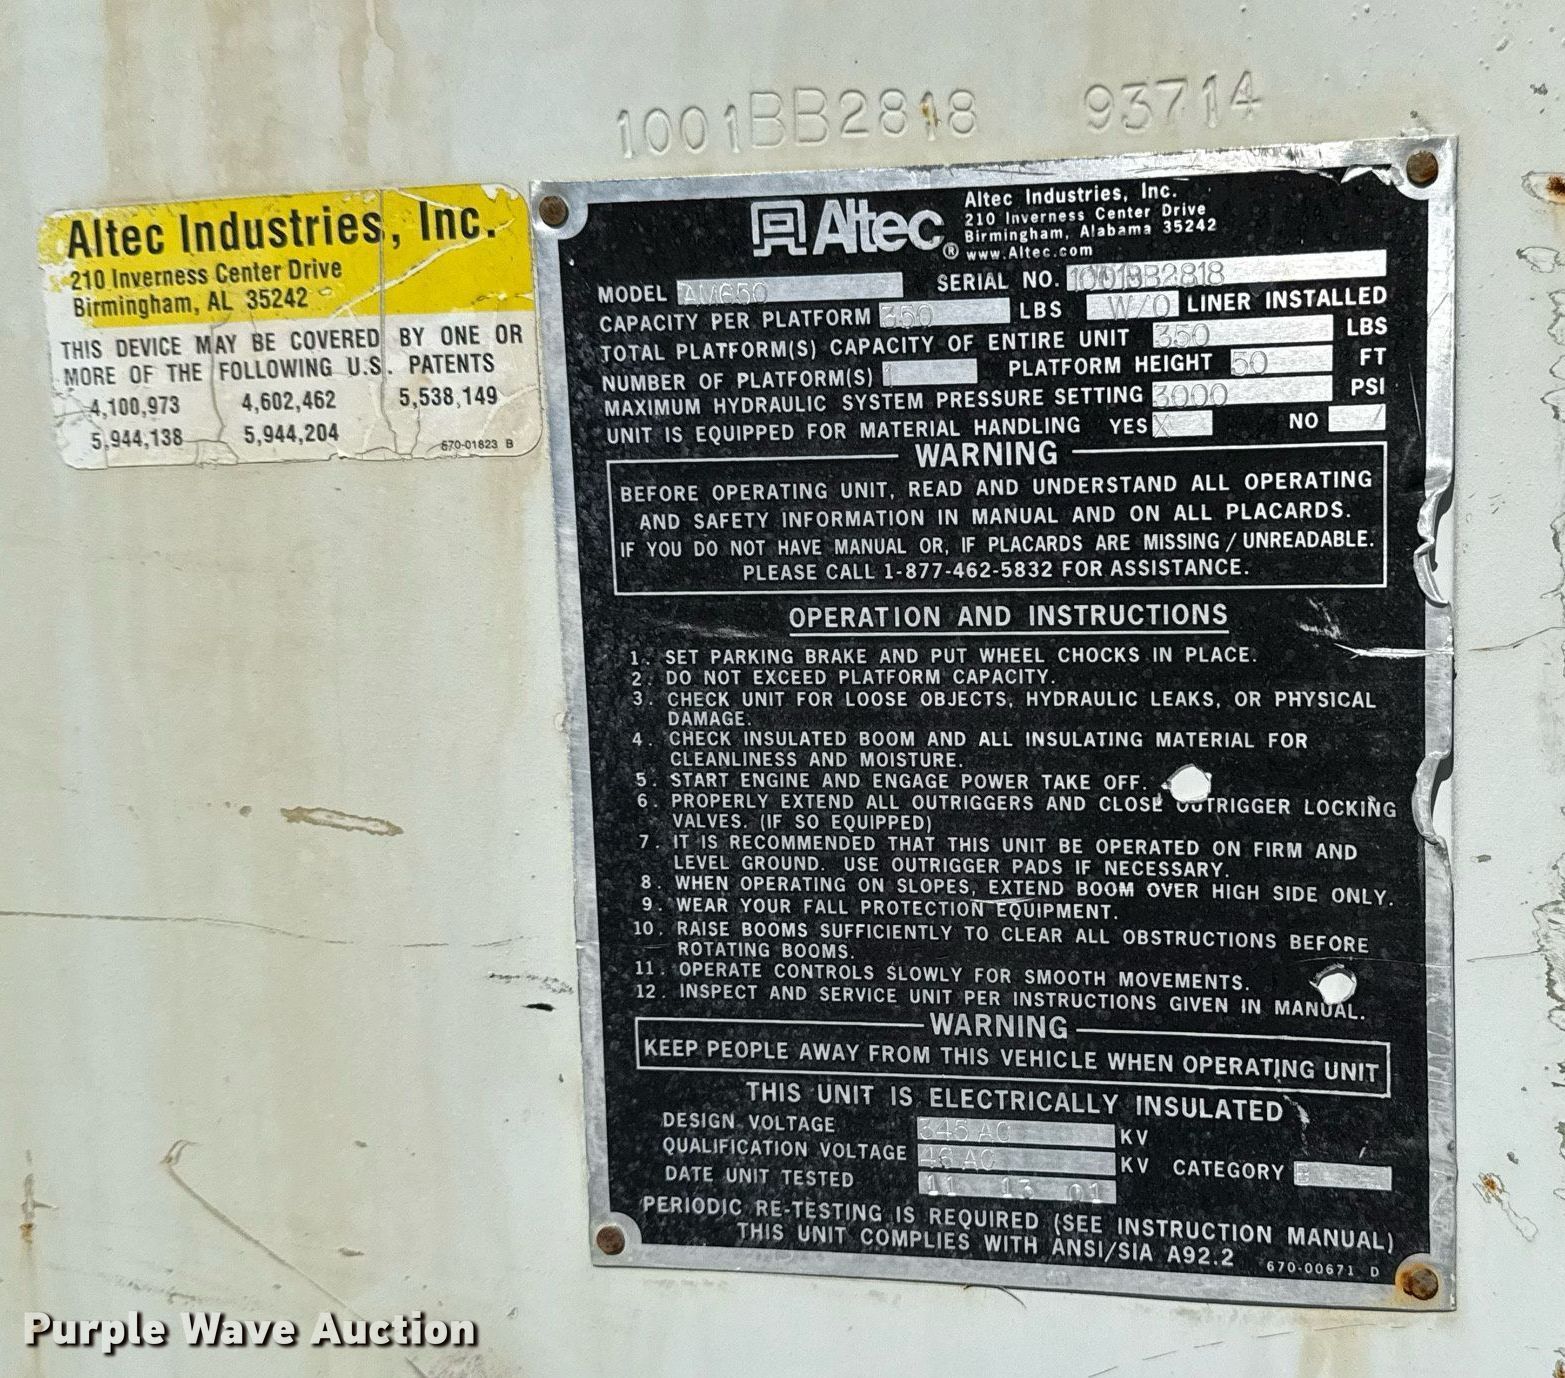 1001BB2818 93714
Altec Industries, Inc.
210 Inverness Center Drive
Birmingham, AL 35242
THIS DEVICE MAY BE COVERED BY ONE OR
MORE OF THE FOLLOWING U.S. PATENTS
4,100,973 4,602,462 5,538,149
5,944,138 5,944,204
670-01823 B
Altec®
Altec Industries, Inc.
210 Inverness Center Drive
Birmingham, Alabama 35242
www.Altec.com
MODEL AM650 SERIAL NO. 1001BB2818
CAPACITY PER PLATFORM 350 LBS W/O LINER INSTALLED
TOTAL PLATFORM(S) CAPACITY OF ENTIRE UNIT 350 LBS
NUMBER OF PLATFORM(S) 1 PLATFORM HEIGHT 50 FT
MAXIMUM HYDRAULIC SYSTEM PRESSURE SETTING 3000 PSI
UNIT IS EQUIPPED FOR MATERIAL HANDLING YES X NO
WARNING
BEFORE OPERATING UNIT, READ AND UNDERSTAND ALL OPERATING
AND SAFETY INFORMATION IN MANUAL AND ON ALL PLACARDS.
IF YOU DO NOT HAVE MANUAL OR, IF PLACARDS ARE MISSING/UNREADABLE.
PLEASE CALL 1-877-462-5832 FOR ASSISTANCE.
OPERATION AND INSTRUCTIONS
1. SET PARKING BRAKE AND PUT WHEEL CHOCKS IN PLACE.
2. DO NOT EXCEED PLATFORM CAPACITY.
3. CHECK UNIT FOR LOOSE OBJECTS, HYDRAULIC LEAKS, OR PHYSICAL
DAMAGE.
4. CHECK INSULATED BOOM AND ALL INSULATING MATERIAL FOR
CLEANLINESS AND MOISTURE.
5. START ENGINE AND ENGAGE POWER TAKE OFF.
6. PROPERLY EXTEND ALL OUTRIGGERS AND CLOSE OUTRIGGER LOCKING
VALVES. (IF SO EQUIPPED)
7. IT IS RECOMMENDED THAT THIS UNIT BE OPERATED ON FIRM AND
LEVEL GROUND. USE OUTRIGGER PADS IF NECESSARY.
8. WHEN OPERATING ON SLOPES, EXTEND BOOM OVER HIGH SIDE ONLY.
9. WEAR YOUR FALL PROTECTION EQUIPMENT.
10. RAISE BOOMS SUFFICIENTLY TO CLEAR ALL OBSTRUCTIONS BEFORE
ROTATING BOOMS.
11. OPERATE CONTROLS SLOWLY FOR SMOOTH MOVEMENTS.
12. INSPECT AND SERVICE UNIT PER INSTRUCTIONS GIVEN IN MANUAL.
WARNING
KEEP PEOPLE AWAY FROM THIS VEHICLE WHEN OPERATING UNIT
THIS UNIT IS ELECTRICALLY INSULATED
DESIGN VOLTAGE 345 AC KV
QUALIFICATION VOLTAGE 46 AC KV CATEGORY
DATE UNIT TESTED 11 13 01
PERIODIC RE-TESTING IS REQUIRED (SEE INSTRUCTION MANUAL)
THIS UNIT COMPLIES WITH ANSI/SIA A92.2
670-00671 D
Purple Wave Auction